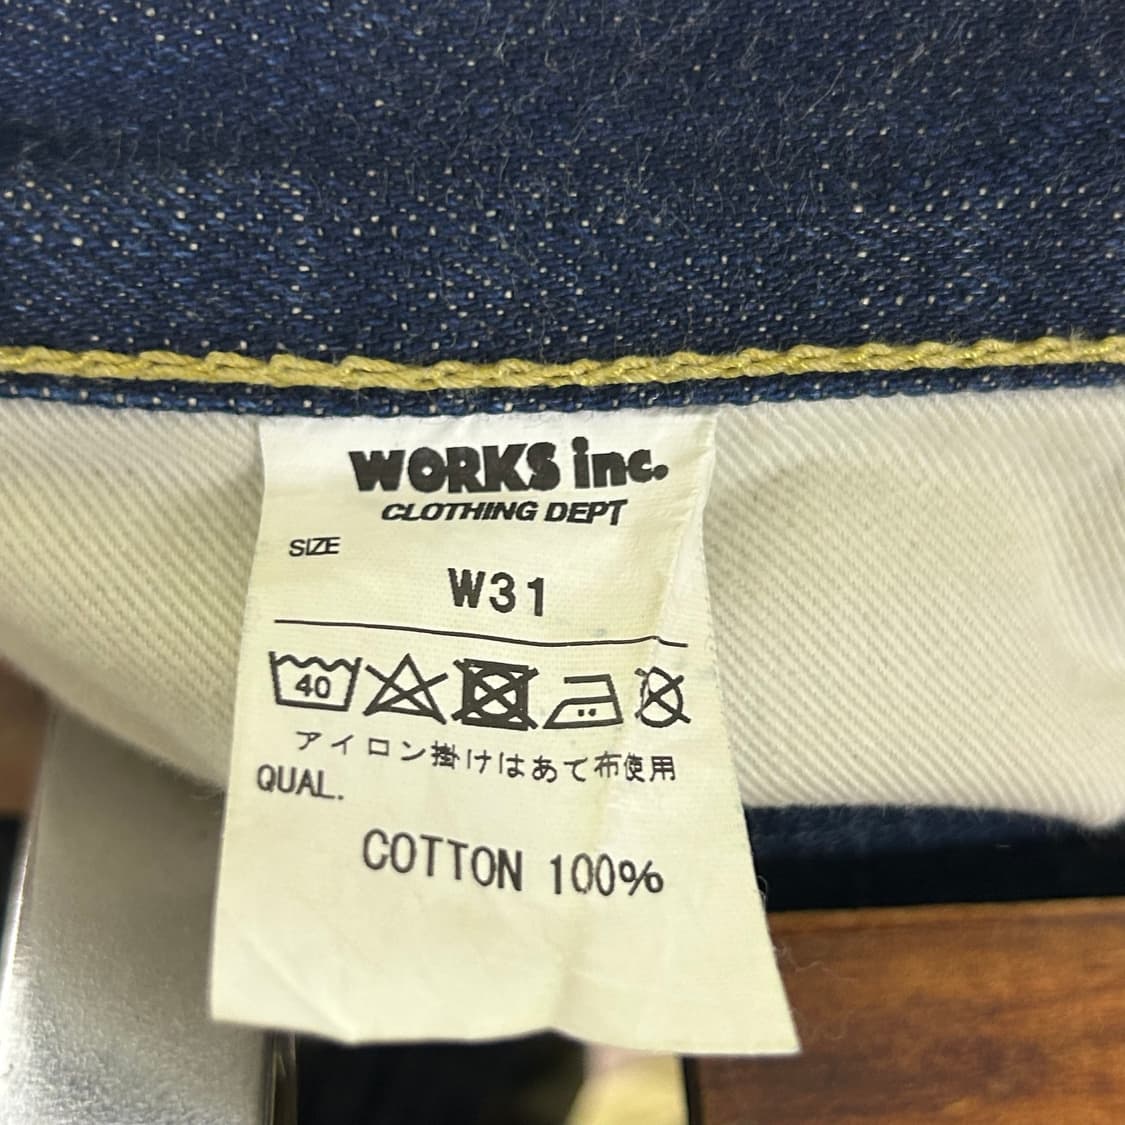 WORKS inc.
CLOTHING DEPT
SIZE
W31
40
アイロン掛けはあて布使用
QUAL.
COTTON 100%